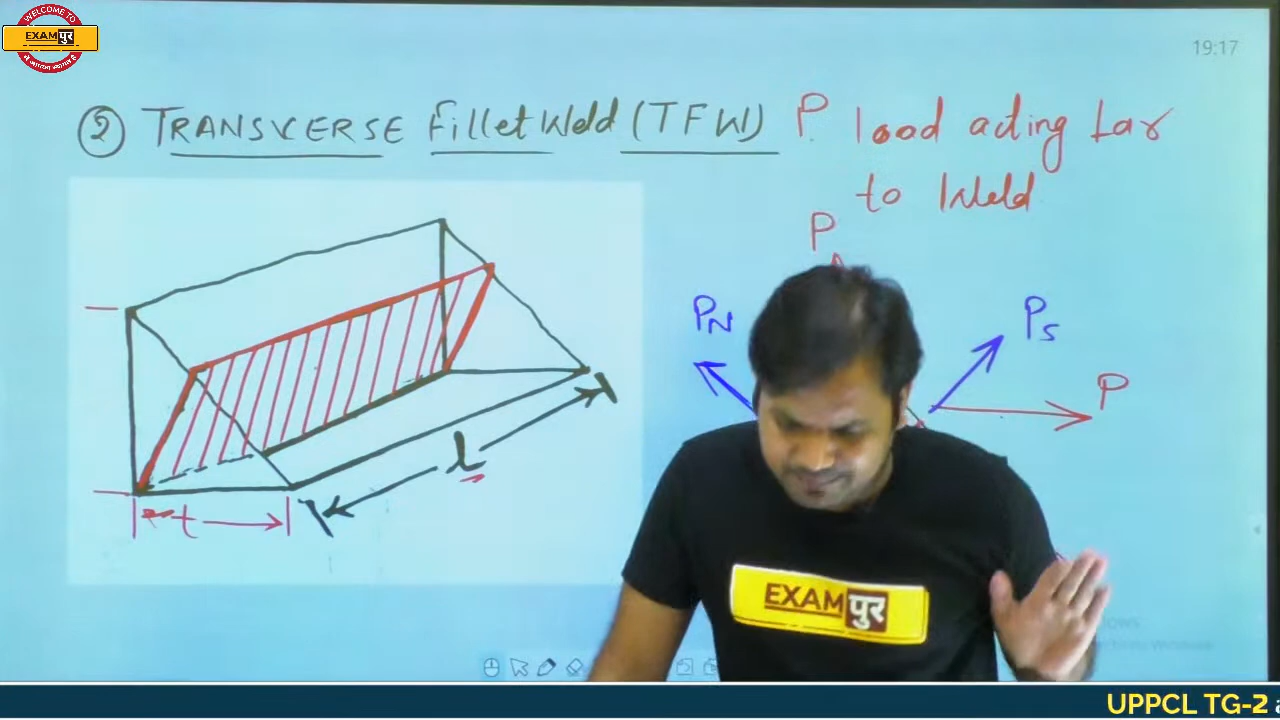 WELCOME TO
EXAMपुर
19:17
② TRANSVERSE fillet Weld (TFW) P. load acting Lar
to Weld
P
PN
PS
P
l
t
EXAMपुर
UPPCL TG-2